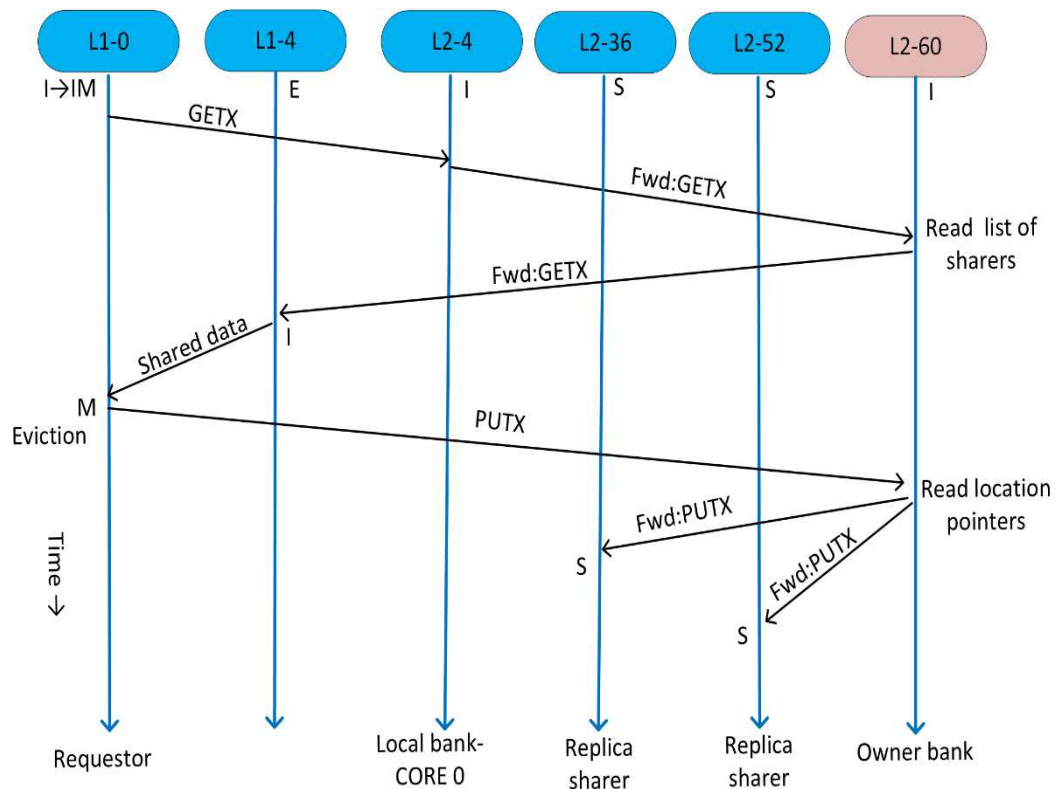 L1-0
L1-4
L2-4
L2-36
L2-52
L2-60
I→IM
E
I
S
S
I
GETX
Fwd:GETX
Read list of
sharers
Fwd:GETX
I
Shared data
M
Eviction
PUTX
Read location
pointers
Fwd:PUTX
S
Fwd:PUTX
S
Time →
Requestor
Local bank-
CORE 0
Replica
sharer
Replica
sharer
Owner bank